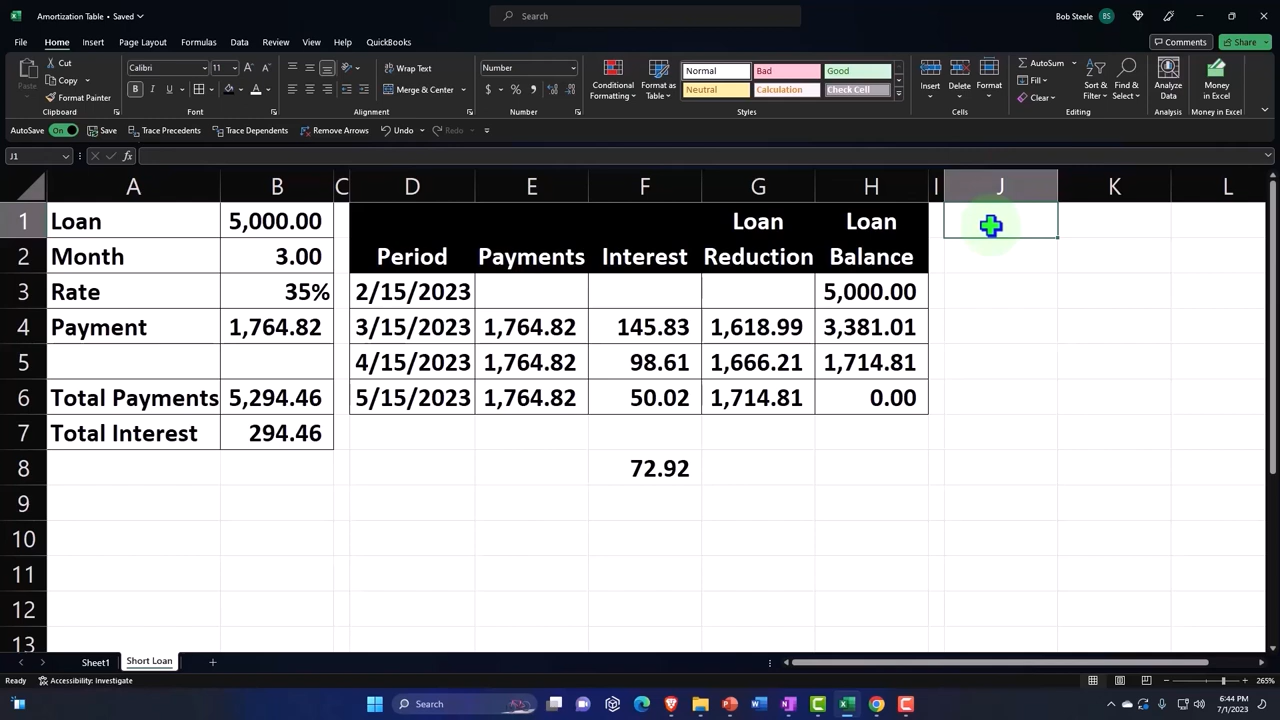 Amortization Table • Saved
Search
Bob Steele BS
File Home Insert Page Layout Formulas Data Review View Help QuickBooks
Comments Share
Paste Cut Copy Format Painter Clipboard
Calibri 11 B I U A Font
Wrap Text Merge & Center Alignment
Number $ % Number
Conditional Formatting Format as Table
Normal Bad Good
Neutral Calculation Check Cell
Styles
Insert Delete Format Cells
AutoSum Fill Clear Sort & Filter Find & Select Editing
Analyze Data Analysis
Money in Excel Money in Excel
AutoSave On Save Trace Precedents Trace Dependents Remove Arrows Undo Redo
J1 fx
A B C D E F G H I J K L
1 Loan 5,000.00 Loan Loan
2 Month 3.00 Period Payments Interest Reduction Balance
3 Rate 35% 2/15/2023 5,000.00
4 Payment 1,764.82 3/15/2023 1,764.82 145.83 1,618.99 3,381.01
5 4/15/2023 1,764.82 98.61 1,666.21 1,714.81
6 Total Payments 5,294.46 5/15/2023 1,764.82 50.02 1,714.81 0.00
7 Total Interest 294.46
8 72.92
9
10
11
12
13
Sheet1 Short Loan
Ready Accessibility: Investigate 265%
Search
6:44 PM
7/1/2023